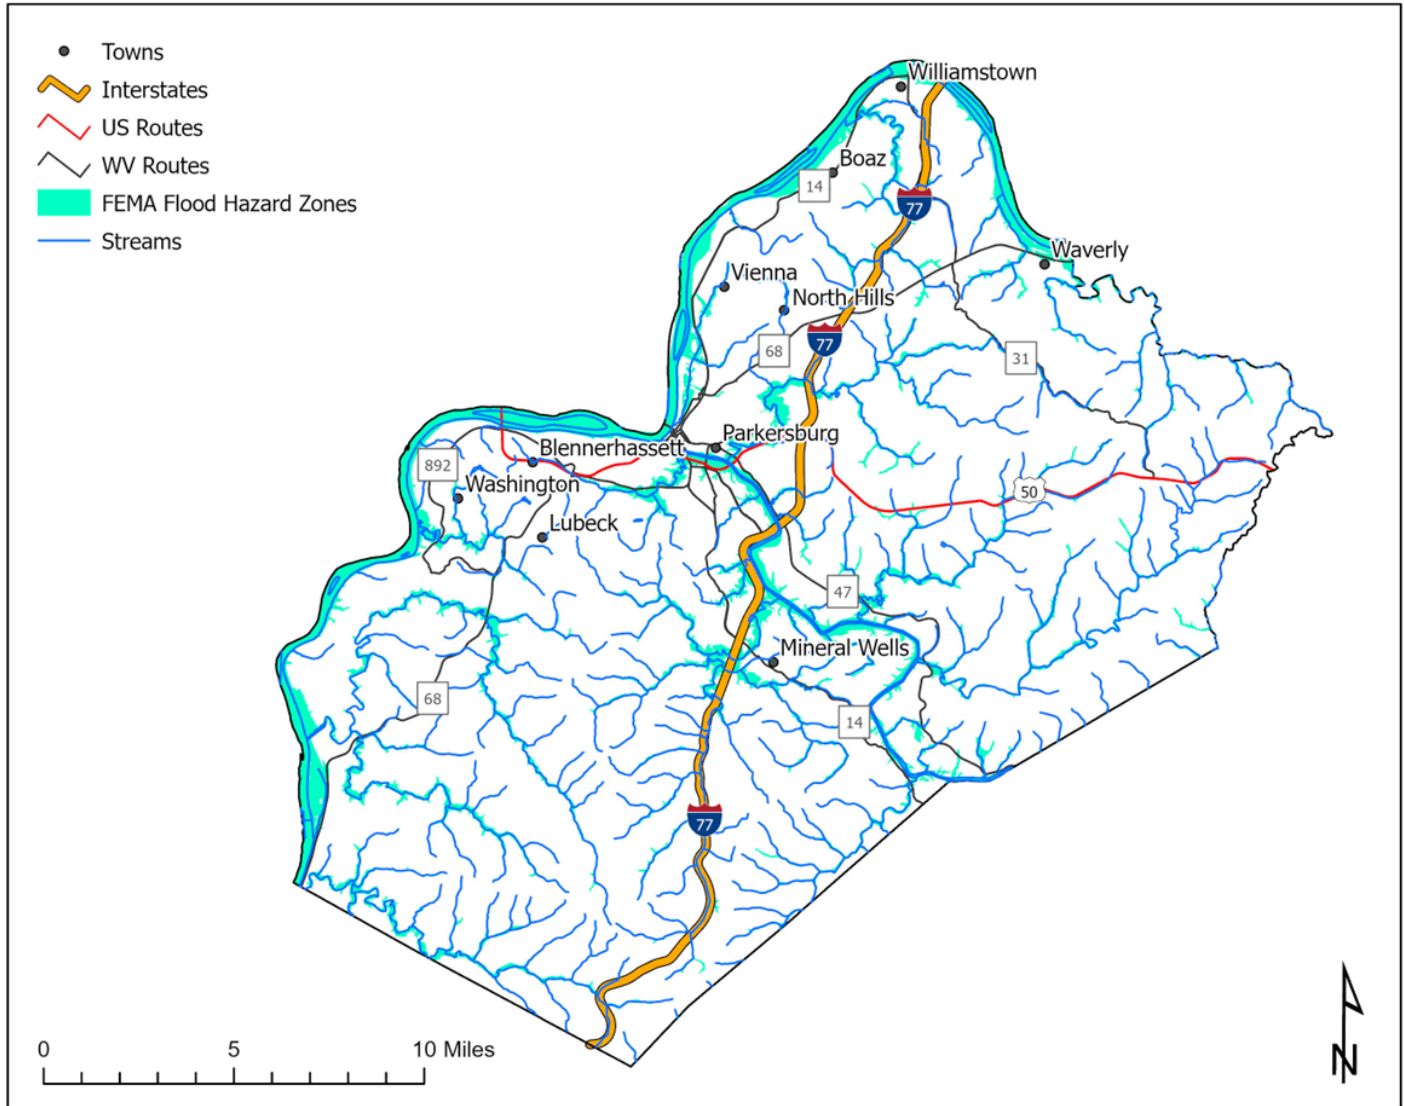 Towns
Interstates
US Routes
WV Routes
FEMA Flood Hazard Zones
Streams
Williamstown
Boaz
14
77
Waverly
Vienna
North Hills
77
68
31
Parkersburg
Blennerhassett
892
Washington
50
Lubeck
47
Mineral Wells
68
14
77
0 5 10 Miles
N